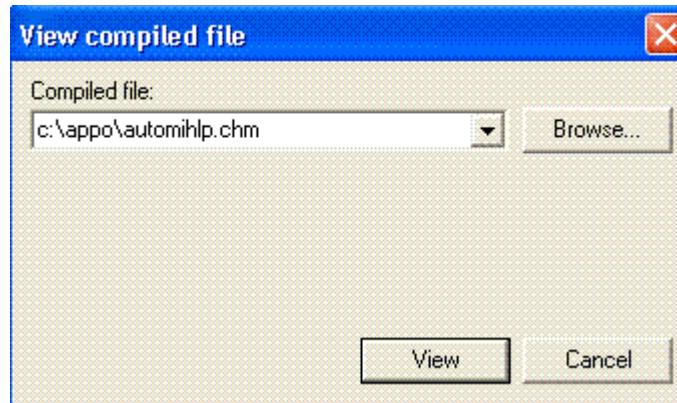 View compiled file
Compiled file:
c:\appo\automihlp.chm
Browse...
View
Cancel